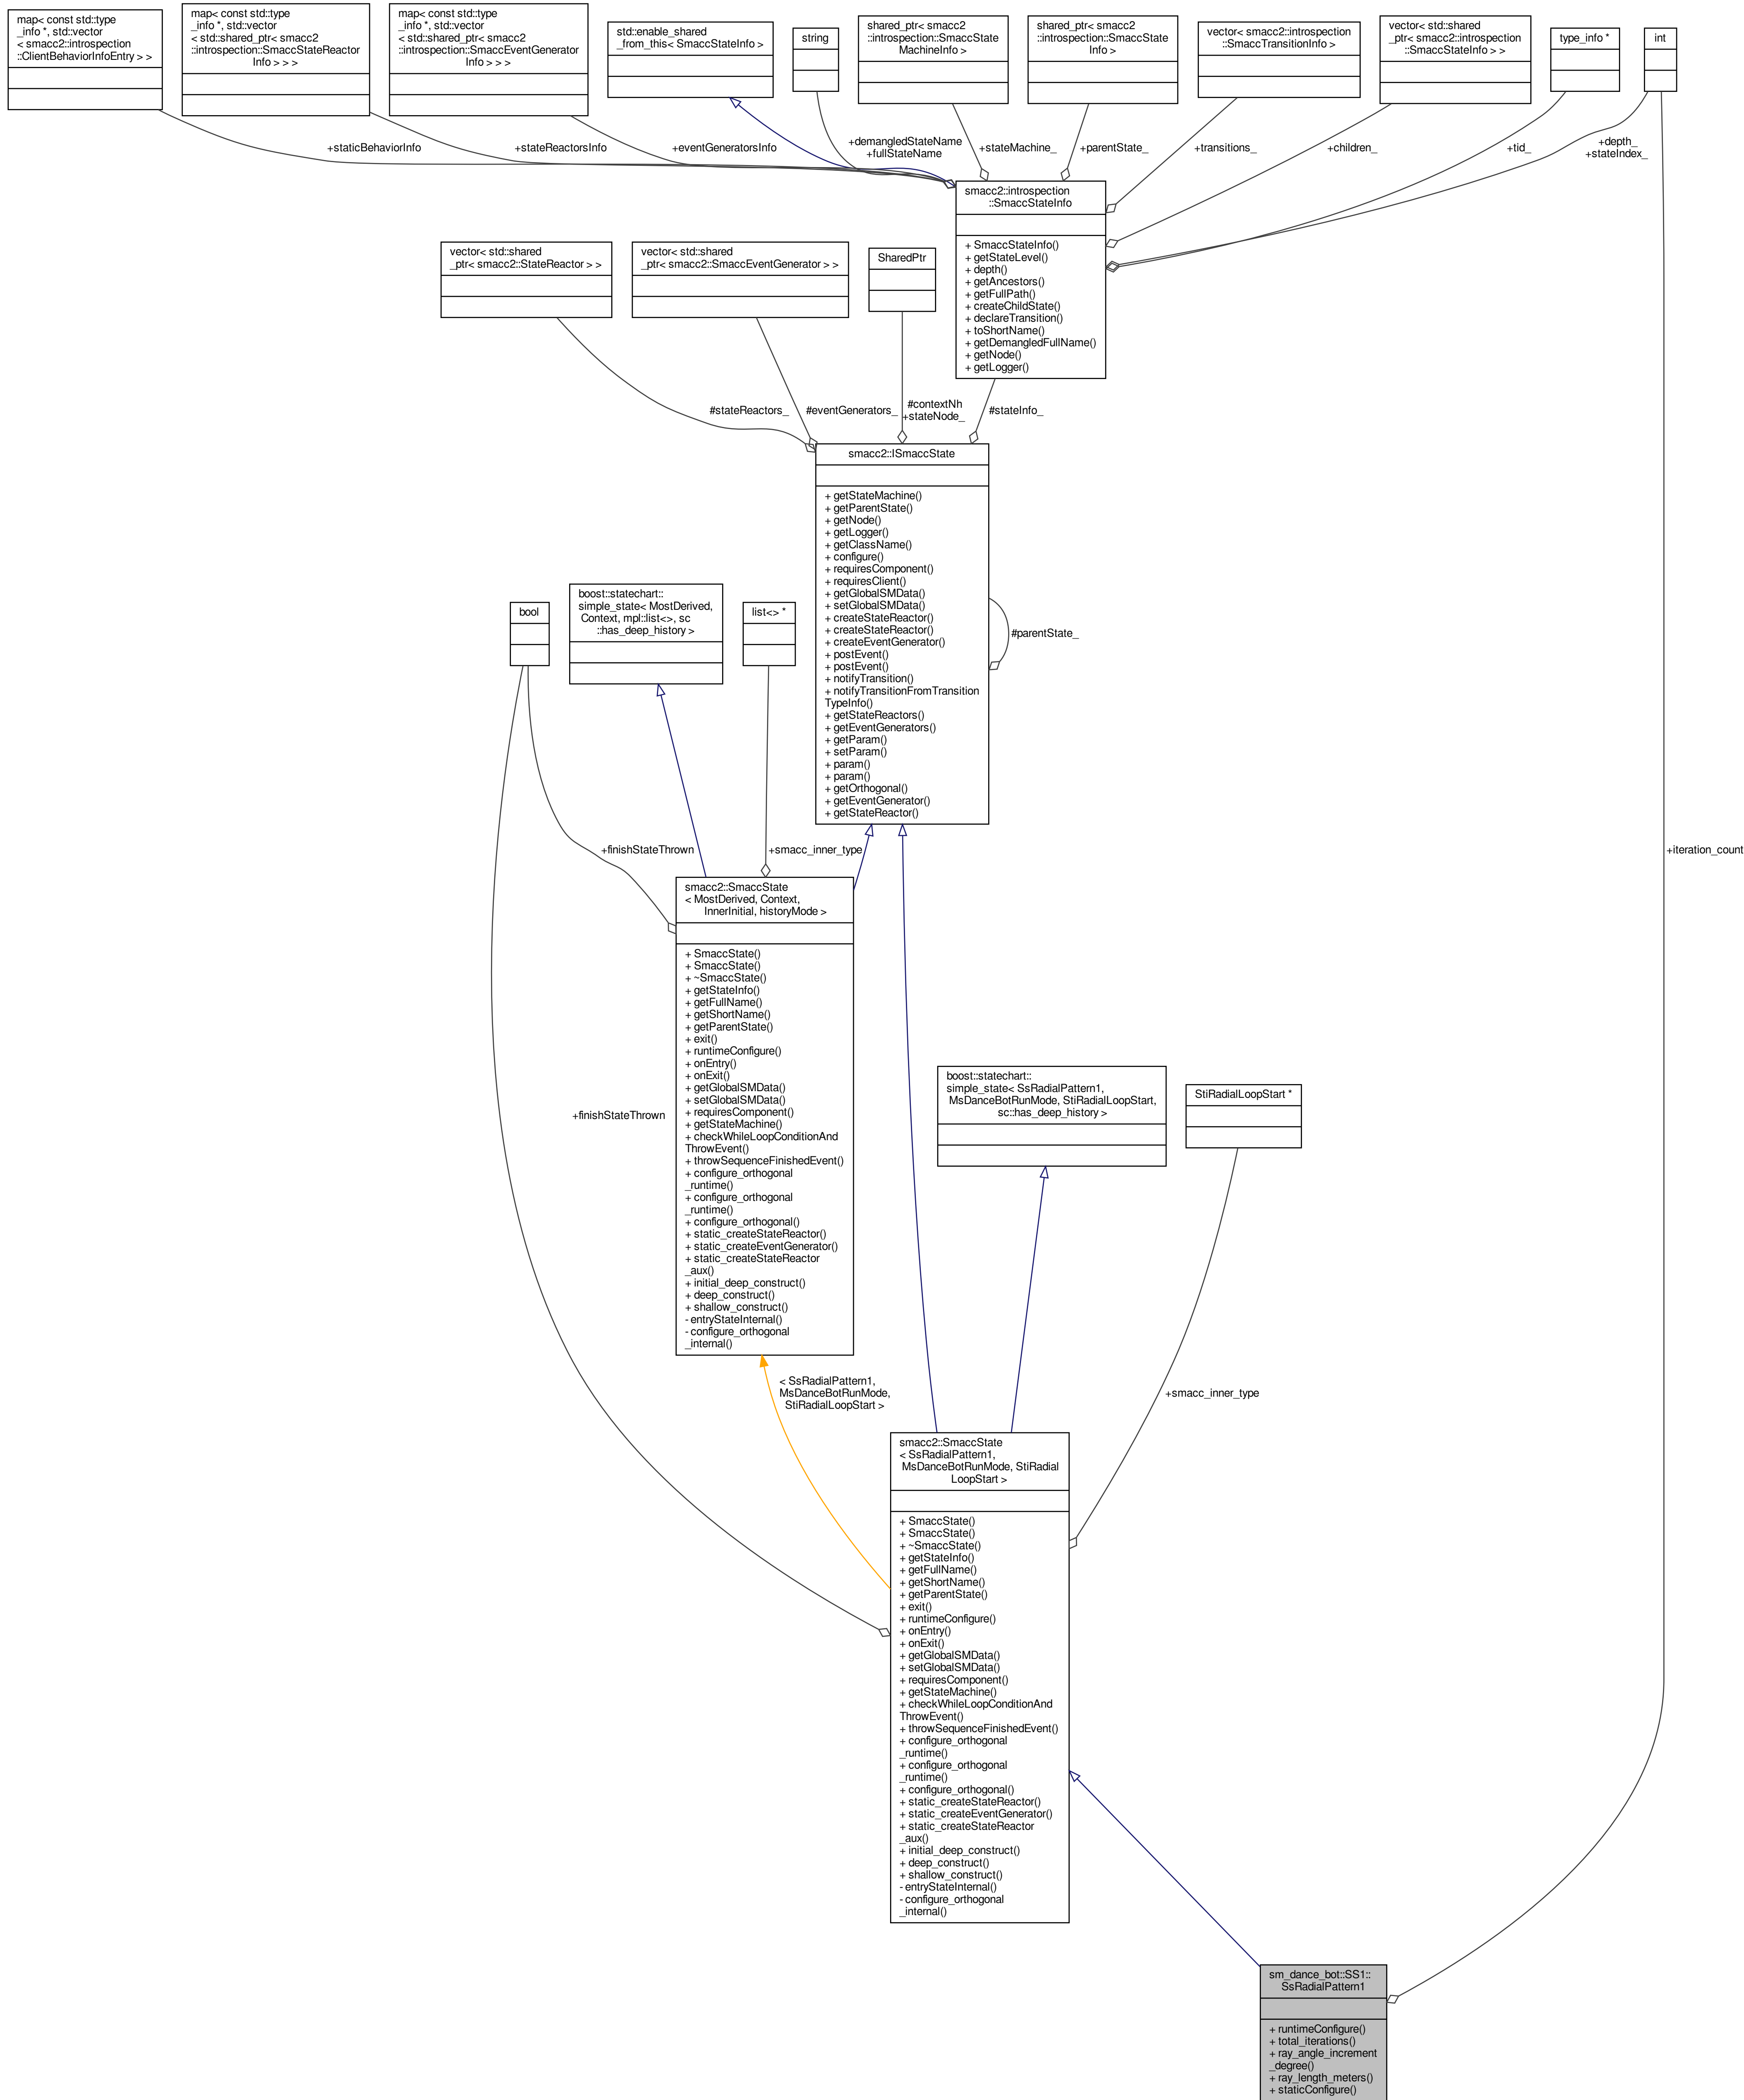 map< const std::type
_info *, std::vector
< smacc2::introspection
::ClientBehaviorInfoEntry > >
map< const std::type
_info *, std::vector
< std::shared_ptr< smacc2
::introspection::SmaccStateReactor
Info > > >
map< const std::type
_info *, std::vector
< std::shared_ptr< smacc2
::introspection::SmaccEventGenerator
Info > > >
std::enable_shared
_from_this< SmaccStateInfo >
string
shared_ptr< smacc2
::introspection::SmaccState
MachineInfo >
shared_ptr< smacc2
::introspection::SmaccState
Info >
vector< smacc2::introspection
::SmaccTransitionInfo >
vector< std::shared
_ptr< smacc2::introspection
::SmaccStateInfo > >
type_info *
int
+staticBehaviorInfo
+stateReactorsInfo
+eventGeneratorsInfo
+demangledStateName
+fullStateName
+stateMachine_
+parentState_
+transitions_
+children_
+tid_
+depth_
+stateIndex_
smacc2::introspection
::SmaccStateInfo
+ SmaccStateInfo()
+ getStateLevel()
+ depth()
+ getAncestors()
+ getFullPath()
+ createChildState()
+ declareTransition()
+ toShortName()
+ getDemangledFullName()
+ getNode()
+ getLogger()
vector< std::shared
_ptr< smacc2::StateReactor > >
vector< std::shared
_ptr< smacc2::SmaccEventGenerator > >
SharedPtr
#stateReactors_
#eventGenerators_
#contextNh
+stateNode_
#stateInfo_
smacc2::ISmaccState
+ getStateMachine()
+ getParentState()
+ getNode()
+ getLogger()
+ getClassName()
+ configure()
+ requiresComponent()
+ requiresClient()
+ getGlobalSMData()
+ setGlobalSMData()
+ createStateReactor()
+ createStateReactor()
+ createEventGenerator()
+ postEvent()
+ postEvent()
+ notifyTransition()
+ notifyTransitionFromTransition
TypeInfo()
+ getStateReactors()
+ getEventGenerators()
+ getParam()
+ setParam()
+ param()
+ param()
+ getOrthogonal()
+ getEventGenerator()
+ getStateReactor()
#parentState_
bool
boost::statechart::
simple_state< MostDerived,
Context, mpl::list<>, sc
::has_deep_history >
list<> *
+finishStateThrown
+smacc_inner_type
+iteration_count
smacc2::SmaccState
< MostDerived, Context,
InnerInitial, historyMode >
+ SmaccState()
+ SmaccState()
+ ~SmaccState()
+ getStateInfo()
+ getFullName()
+ getShortName()
+ getParentState()
+ exit()
+ runtimeConfigure()
+ onEntry()
+ onExit()
+ getGlobalSMData()
+ setGlobalSMData()
+ requiresComponent()
+ getStateMachine()
+ checkWhileLoopConditionAnd
ThrowEvent()
+ throwSequenceFinishedEvent()
+ configure_orthogonal
_runtime()
+ configure_orthogonal
_runtime()
+ configure_orthogonal()
+ static_createStateReactor()
+ static_createEventGenerator()
+ static_createStateReactor
_aux()
+ initial_deep_construct()
+ deep_construct()
+ shallow_construct()
- entryStateInternal()
- configure_orthogonal
_internal()
+finishStateThrown
boost::statechart::
simple_state< SsRadialPattern1,
MsDanceBotRunMode, StiRadialLoopStart,
sc::has_deep_history >
StiRadialLoopStart *
< SsRadialPattern1,
MsDanceBotRunMode,
StiRadialLoopStart >
+smacc_inner_type
smacc2::SmaccState
< SsRadialPattern1,
MsDanceBotRunMode, StiRadial
LoopStart >
+ SmaccState()
+ SmaccState()
+ ~SmaccState()
+ getStateInfo()
+ getFullName()
+ getShortName()
+ getParentState()
+ exit()
+ runtimeConfigure()
+ onEntry()
+ onExit()
+ getGlobalSMData()
+ setGlobalSMData()
+ requiresComponent()
+ getStateMachine()
+ checkWhileLoopConditionAnd
ThrowEvent()
+ throwSequenceFinishedEvent()
+ configure_orthogonal
_runtime()
+ configure_orthogonal
_runtime()
+ configure_orthogonal()
+ static_createStateReactor()
+ static_createEventGenerator()
+ static_createStateReactor
_aux()
+ initial_deep_construct()
+ deep_construct()
+ shallow_construct()
- entryStateInternal()
- configure_orthogonal
_internal()
sm_dance_bot::SS1::
SsRadialPattern1
+ runtimeConfigure()
+ total_iterations()
+ ray_angle_increment
_degree()
+ ray_length_meters()
+ staticConfigure()